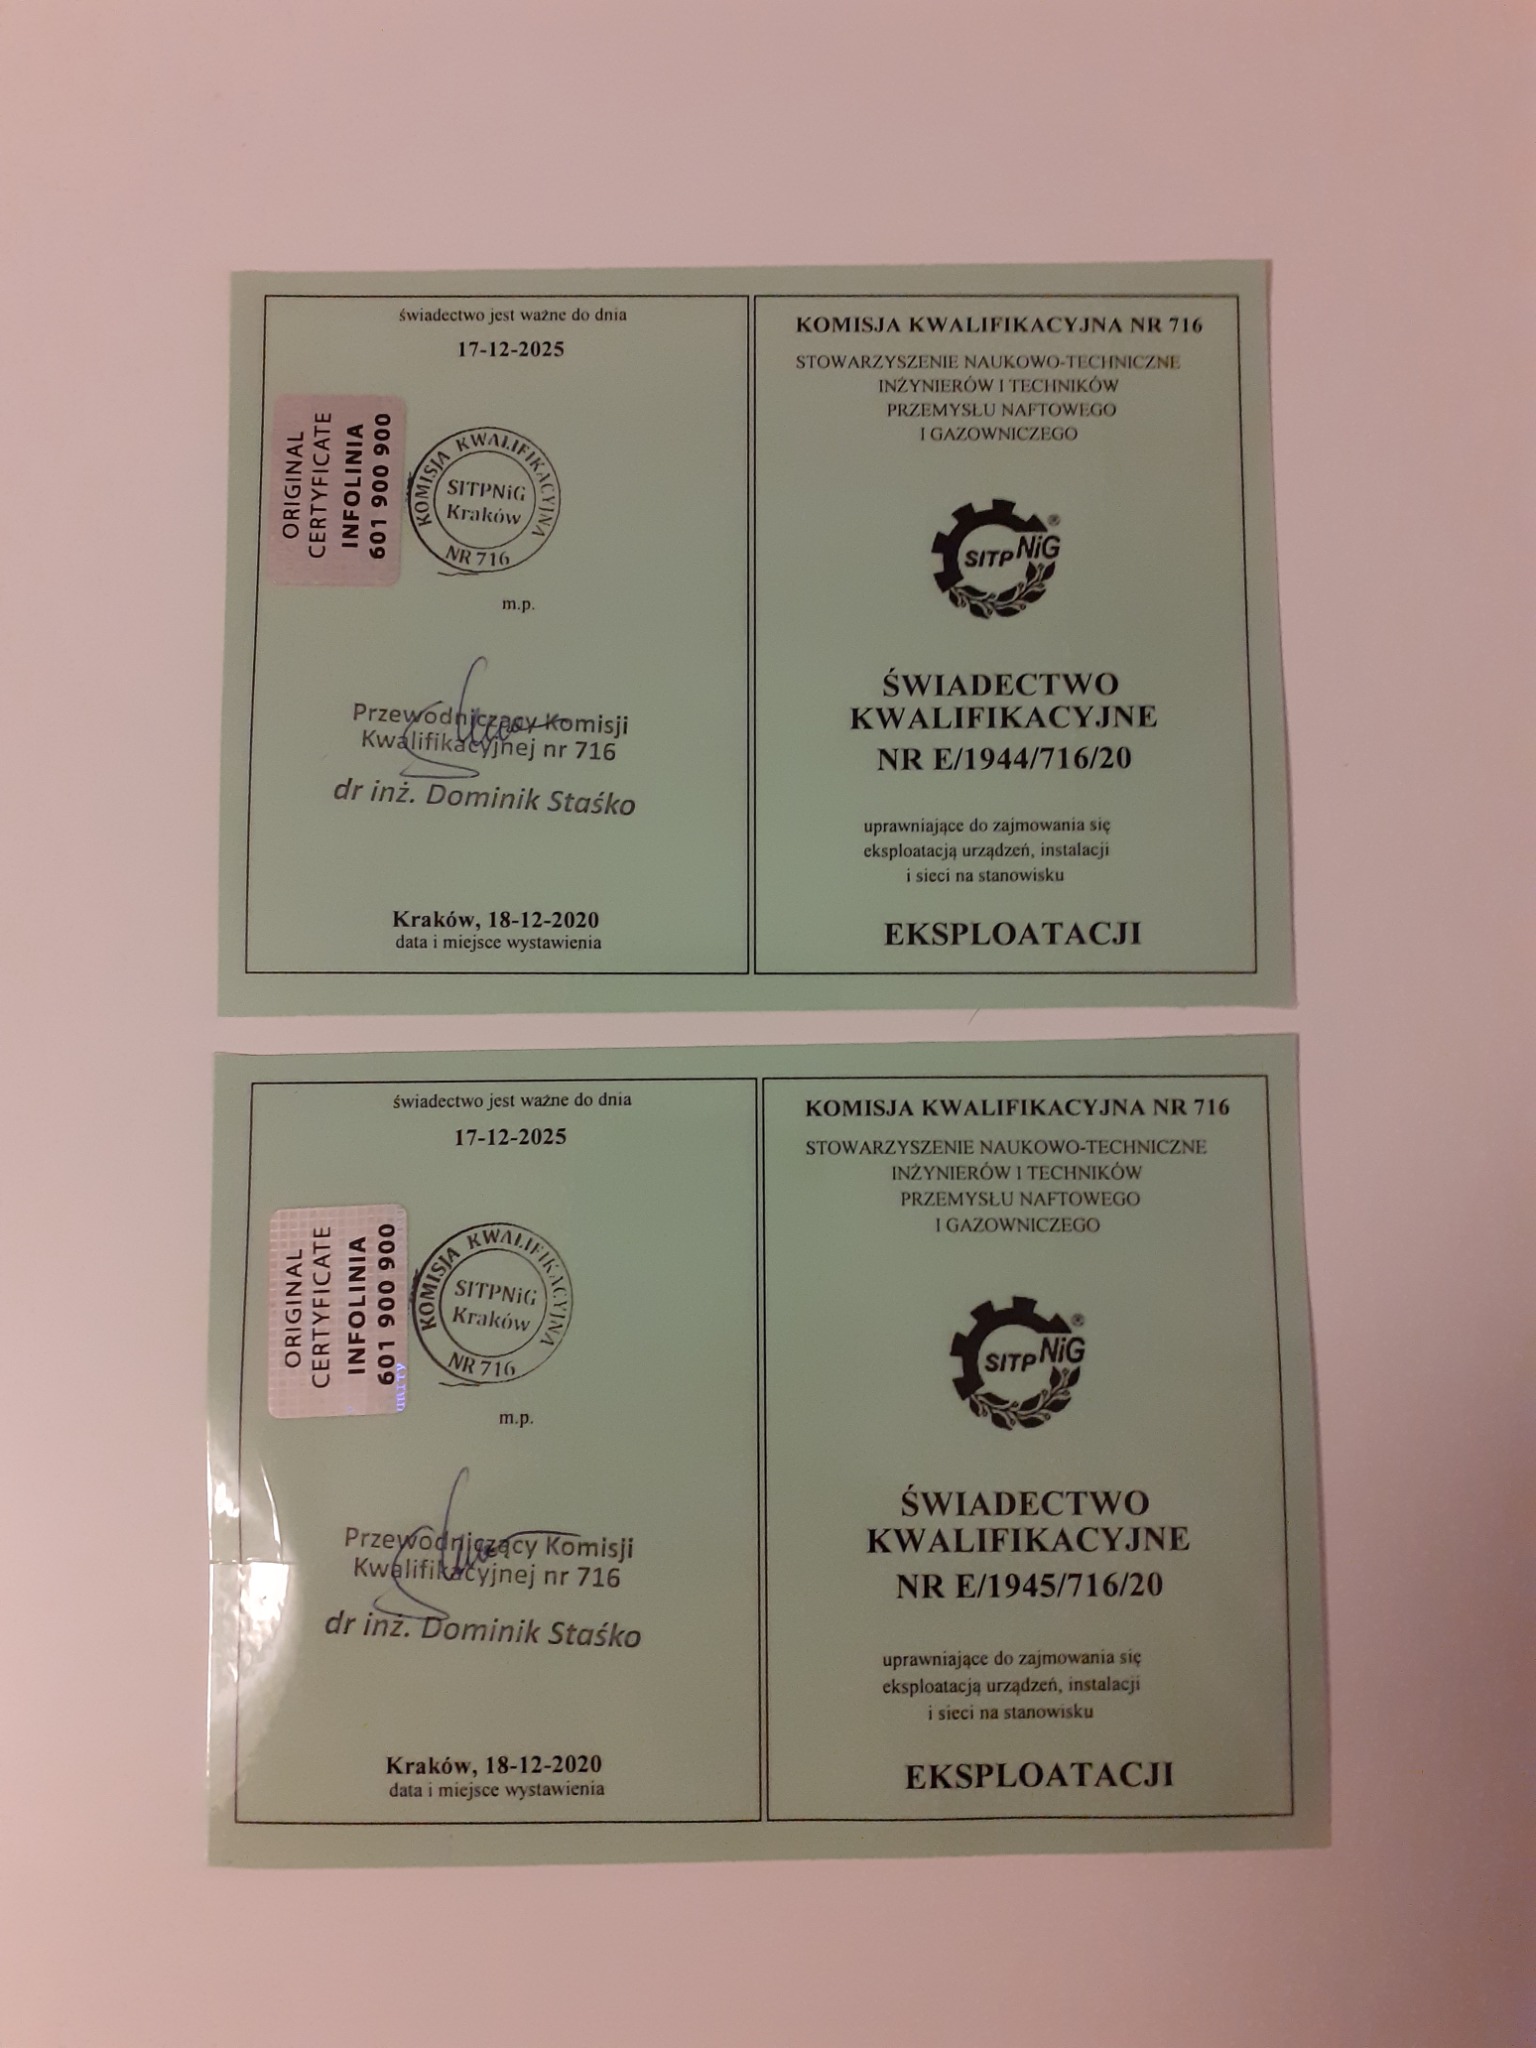 świadectwo jest ważne do dnia
17-12-2025
ORIGINAL
CERTYFICATE
INFOLINIA
601 900 900
KOMISJA KWALIFIKACYJNA
SITPNiG
Kraków
NR 716
m.p.
Przewodniczący Komisji
Kwalifikacyjnej nr 716
dr inż. Dominik Staśko
Kraków, 18-12-2020
data i miejsce wystawienia
KOMISJA KWALIFIKACYJNA NR 716
STOWARZYSZENIE NAUKOWO-TECHNICZNE
INŻYNIERÓW I TECHNIKÓW
PRZEMYSŁU NAFTOWEGO
I GAZOWNICZEGO
SITPNiG®
ŚWIADECTWO
KWALIFIKACYJNE
NR E/1944/716/20
uprawniające do zajmowania się
eksploatacją urządzeń, instalacji
i sieci na stanowisku
EKSPLOATACJI
świadectwo jest ważne do dnia
17-12-2025
ORIGINAL
CERTYFICATE
INFOLINIA
601 900 900
KOMISJA KWALIFIKACYJNA
SITPNiG
Kraków
NR 716
m.p.
Przewodniczący Komisji
Kwalifikacyjnej nr 716
dr inż. Dominik Staśko
Kraków, 18-12-2020
data i miejsce wystawienia
KOMISJA KWALIFIKACYJNA NR 716
STOWARZYSZENIE NAUKOWO-TECHNICZNE
INŻYNIERÓW I TECHNIKÓW
PRZEMYSŁU NAFTOWEGO
I GAZOWNICZEGO
SITPNiG®
ŚWIADECTWO
KWALIFIKACYJNE
NR E/1945/716/20
uprawniające do zajmowania się
eksploatacją urządzeń, instalacji
i sieci na stanowisku
EKSPLOATACJI